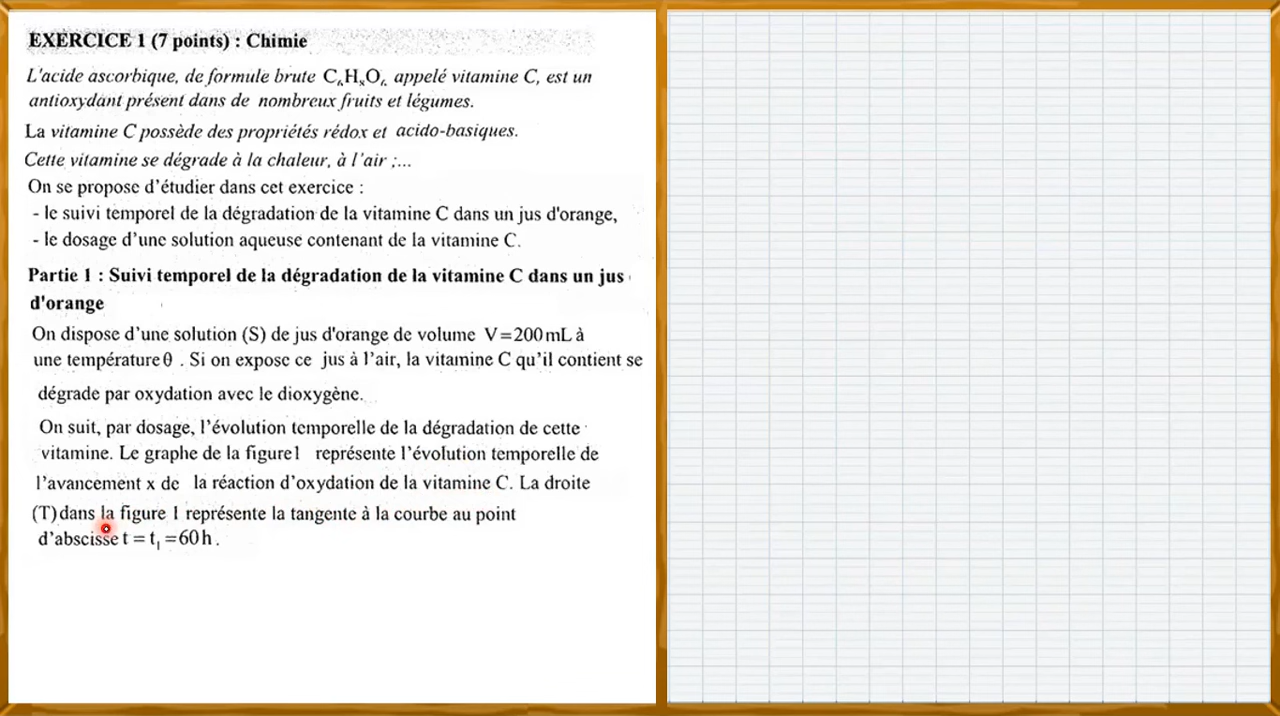 EXERCICE 1 (7 points) : Chimie
L'acide ascorbique, de formule brute C₆H₈O₆ appelé vitamine C, est un
antioxydant présent dans de nombreux fruits et légumes.
La vitamine C possède des propriétés rédox et acido-basiques.
Cette vitamine se dégrade à la chaleur, à l'air ;...
On se propose d'étudier dans cet exercice :
- le suivi temporel de la dégradation de la vitamine C dans un jus d'orange,
- le dosage d'une solution aqueuse contenant de la vitamine C.
Partie 1 : Suivi temporel de la dégradation de la vitamine C dans un jus
d'orange
On dispose d'une solution (S) de jus d'orange de volume V=200mL à
une température θ . Si on expose ce jus à l'air, la vitamine C qu'il contient se
dégrade par oxydation avec le dioxygène.
On suit, par dosage, l'évolution temporelle de la dégradation de cette
vitamine. Le graphe de la figure1 représente l'évolution temporelle de
l'avancement x de la réaction d'oxydation de la vitamine C. La droite
(T) dans la figure 1 représente la tangente à la courbe au point
d'abscisse t = t₁ =60h .